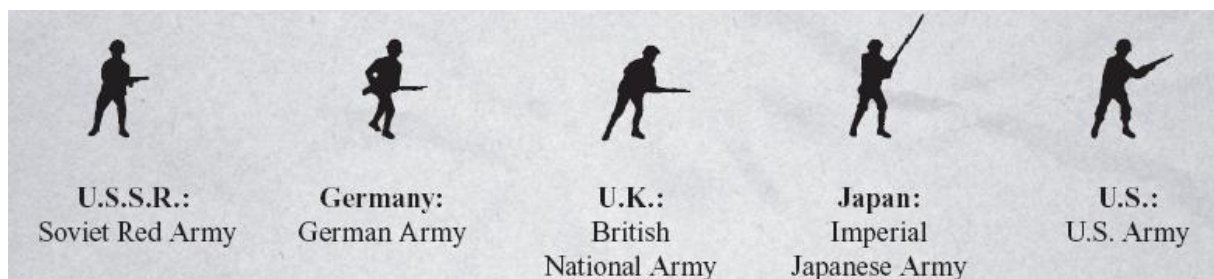 U.S.S.R.:
Soviet Red Army
Germany:
German Army
U.K.:
British
National Army
Japan:
Imperial
Japanese Army
U.S.:
U.S. Army